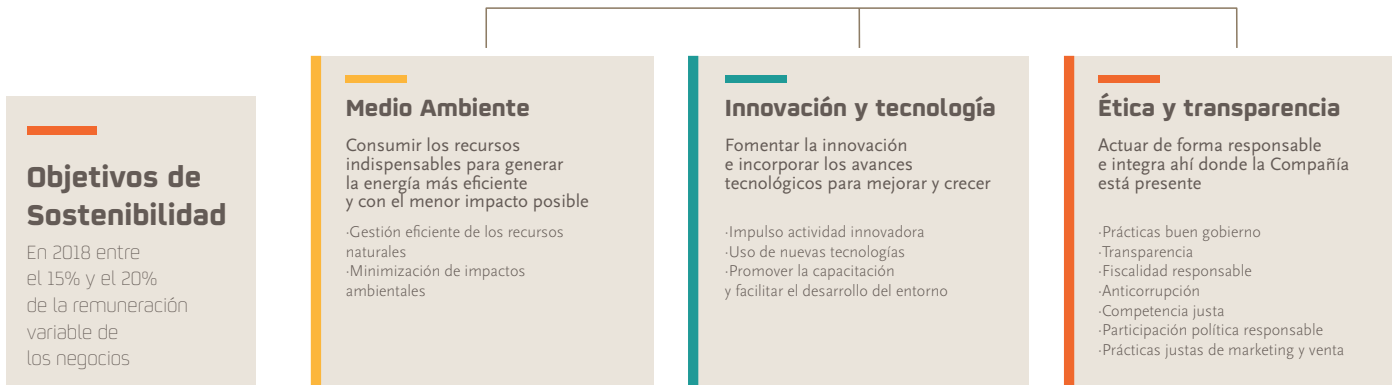 Objetivos de
Sostenibilidad
En 2018 entre
el 15% y el 20%
de la remuneración
variable de
los negocios
Medio Ambiente
Consumir los recursos
indispensables para generar
la energía más eficiente
y con el menor impacto posible
·Gestión eficiente de los recursos
naturales
·Minimización de impactos
ambientales
Innovación y tecnología
Fomentar la innovación
e incorporar los avances
tecnológicos para mejorar y crecer
·Impulso actividad innovadora
·Uso de nuevas tecnologías
·Promover la capacitación
y facilitar el desarrollo del entorno
Ética y transparencia
Actuar de forma responsable
e integra ahí donde la Compañía
está presente
·Prácticas buen gobierno
·Transparencia
·Fiscalidad responsable
·Anticorrupción
·Competencia justa
·Participación política responsable
·Prácticas justas de marketing y venta